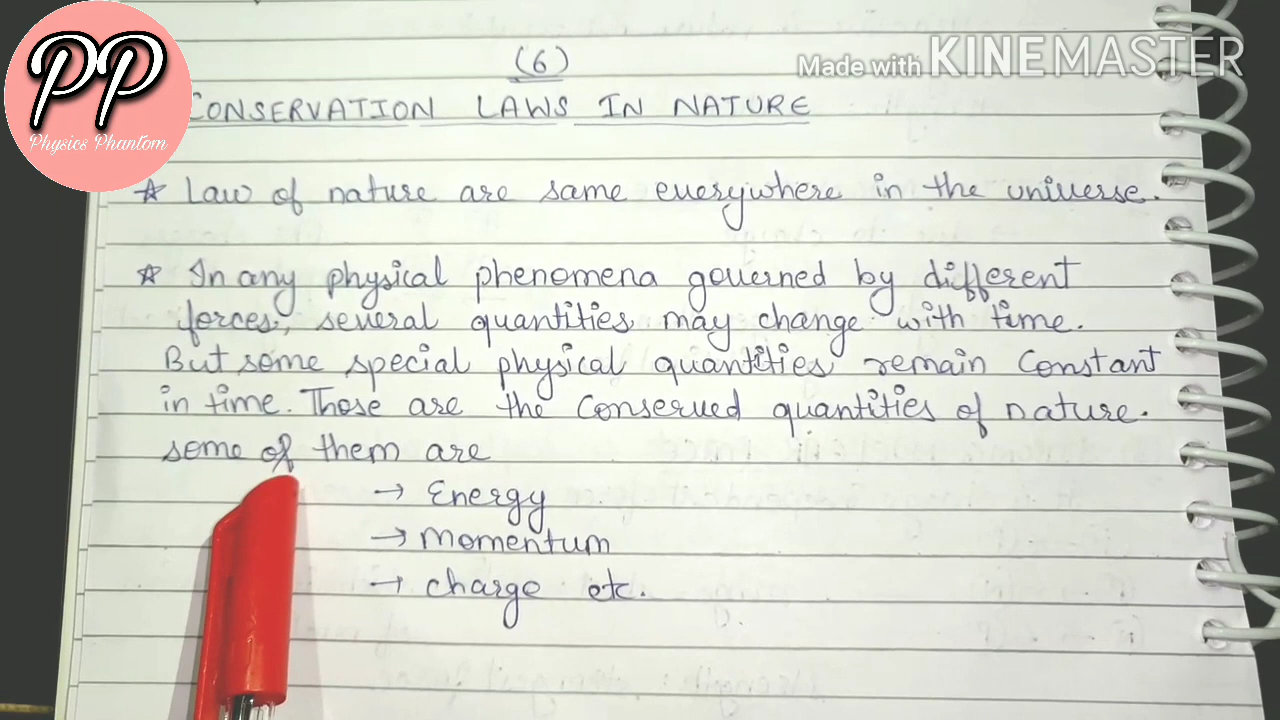 PP
Physics Phantom
Made with KINEMASTER
(6)
CONSERVATION LAWS IN NATURE
☆ Law of nature are same everywhere in the universe.
☆ In any physical phenomena governed by different
forces, several quantities may change with time.
But some special physical quantities remain constant
in time. Those are the conserved quantities of nature.
some of them are
→ Energy
→ momentum
→ charge etc.